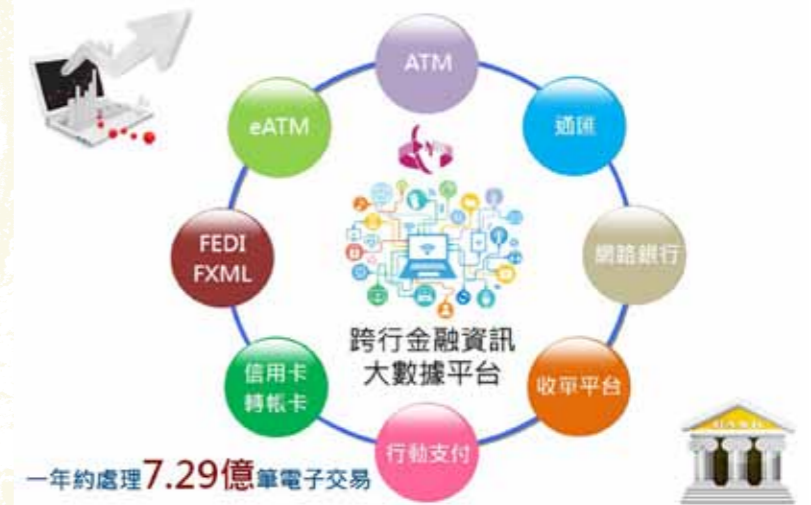 ATM
通匯
網路銀行
收單平台
行動支付
信用卡
轉帳卡
FEDI
FXML
eATM
跨行金融資訊
大數據平台
一年約處理7.29億筆電子交易